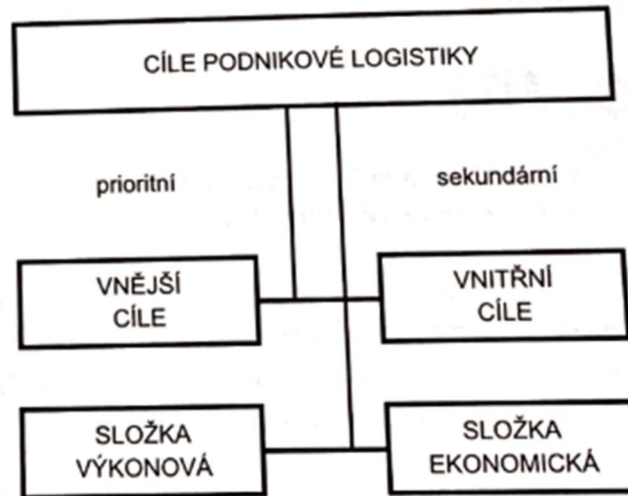 CÍLE PODNIKOVÉ LOGISTIKY
prioritní
sekundární
VNĚJŠÍ
CÍLE
VNITŘNÍ
CÍLE
SLOŽKA
VÝKONOVÁ
SLOŽKA
EKONOMICKÁ